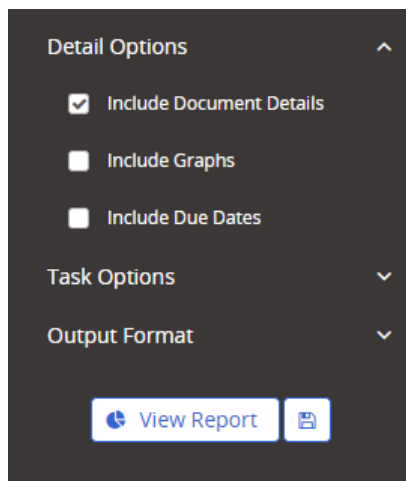 Detail Options
Include Document Details
Include Graphs
Include Due Dates
Task Options
Output Format
View Report